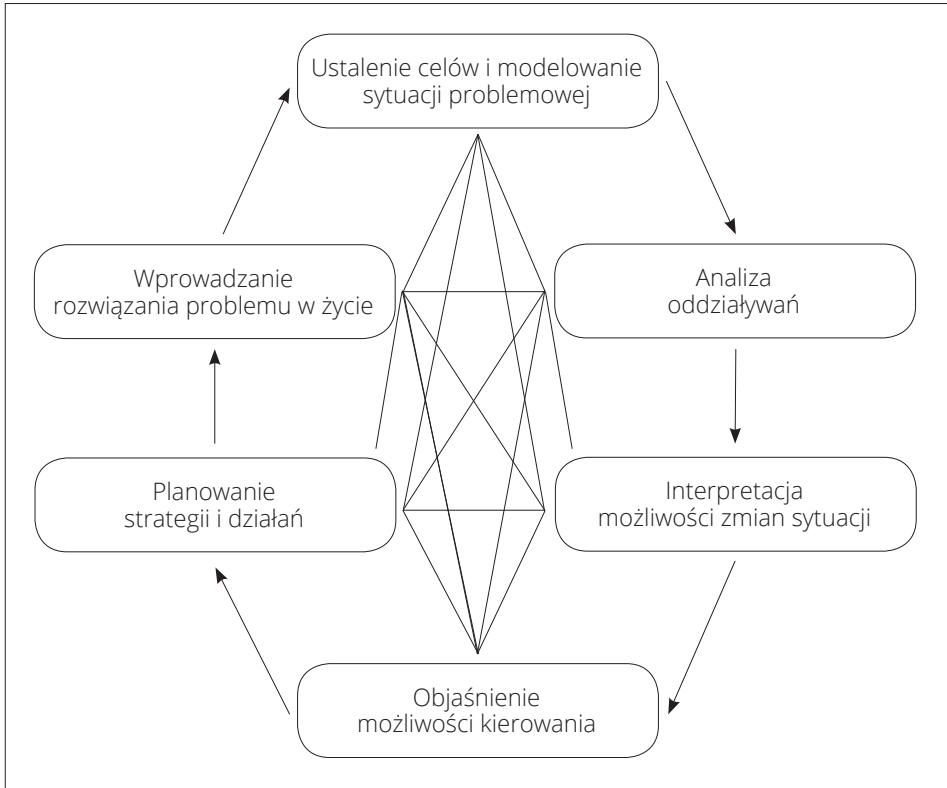 Ustalenie celów i modelowanie
sytuacji problemowej
Wprowadzanie
rozwiązania problemu w życie
Analiza
oddziaływań
Planowanie
strategii i działań
Interpretacja
możliwości zmian sytuacji
Objaśnienie
możliwości kierowania